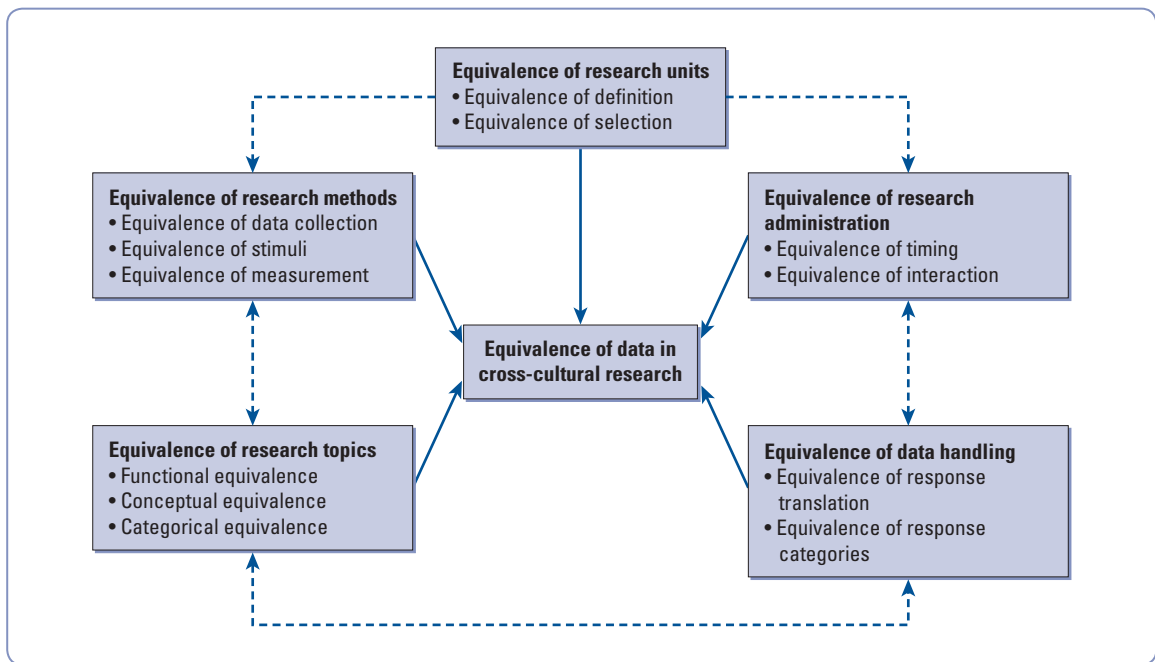 Equivalence of research units
• Equivalence of definition
• Equivalence of selection
Equivalence of research methods
• Equivalence of data collection
• Equivalence of stimuli
• Equivalence of measurement
Equivalence of research
administration
• Equivalence of timing
• Equivalence of interaction
Equivalence of data in
cross-cultural research
Equivalence of research topics
• Functional equivalence
• Conceptual equivalence
• Categorical equivalence
Equivalence of data handling
• Equivalence of response
translation
• Equivalence of response
categories